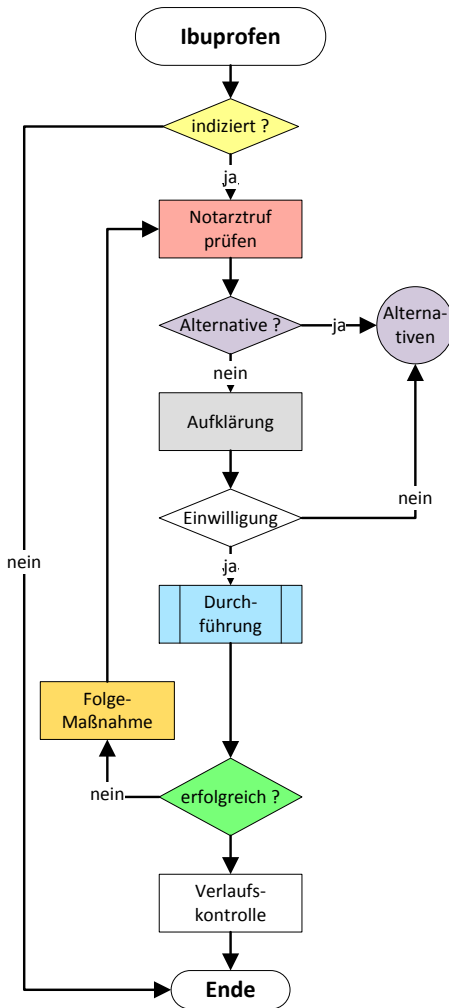 Ibuprofen
indiziert ?
ja
Notarztruf
prüfen
Alternative ?
ja
Alterna-
tiven
nein
Aufklärung
Einwilligung
nein
ja
nein
Durch-
führung
Folge-
Maßnahme
nein
erfolgreich ?
Verlaufs-
kontrolle
Ende